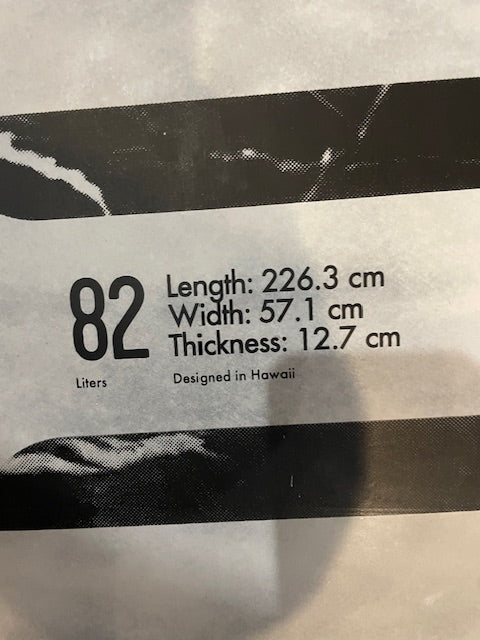 82
Liters
Length: 226.3 cm
Width: 57.1 cm
Thickness: 12.7 cm
Designed in Hawaii